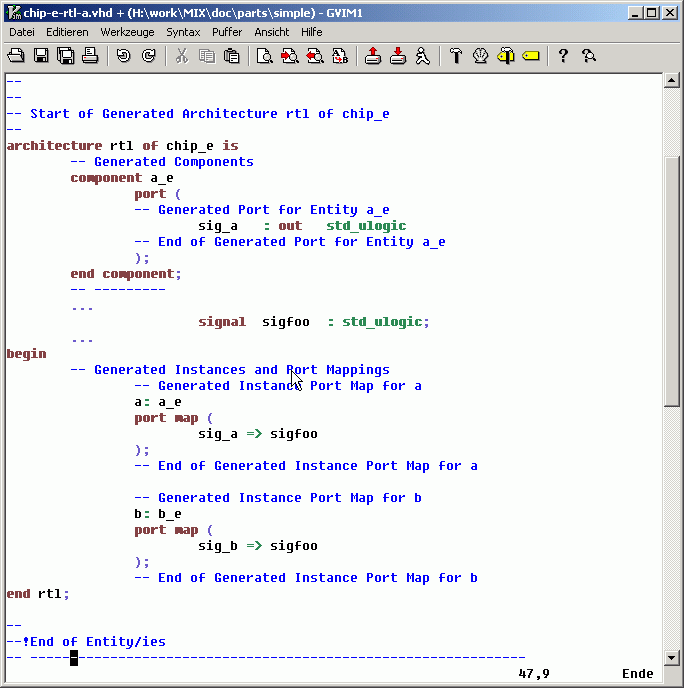 chip-e-rtl-a.vhd + (H:\work\MIX\doc\parts\simple) - GVIM1
Datei Editieren Werkzeuge Syntax Puffer Ansicht Hilfe
--
--
-- Start of Generated Architecture rtl of chip_e
--
architecture rtl of chip_e is
-- Generated Components
component a_e
port (
-- Generated Port for Entity a_e
sig_a : out std_ulogic
-- End of Generated Port for Entity a_e
);
end component;
-- ---------
...
signal sigfoo : std_ulogic;
...
begin
-- Generated Instances and Port Mappings
-- Generated Instance Port Map for a
a: a_e
port map (
sig_a => sigfoo
);
-- End of Generated Instance Port Map for a
-- Generated Instance Port Map for b
b: b_e
port map (
sig_b => sigfoo
);
-- End of Generated Instance Port Map for b
end rtl;
--
--!End of Entity/ies
-- --------------------------------------------------------------
47,9 Ende